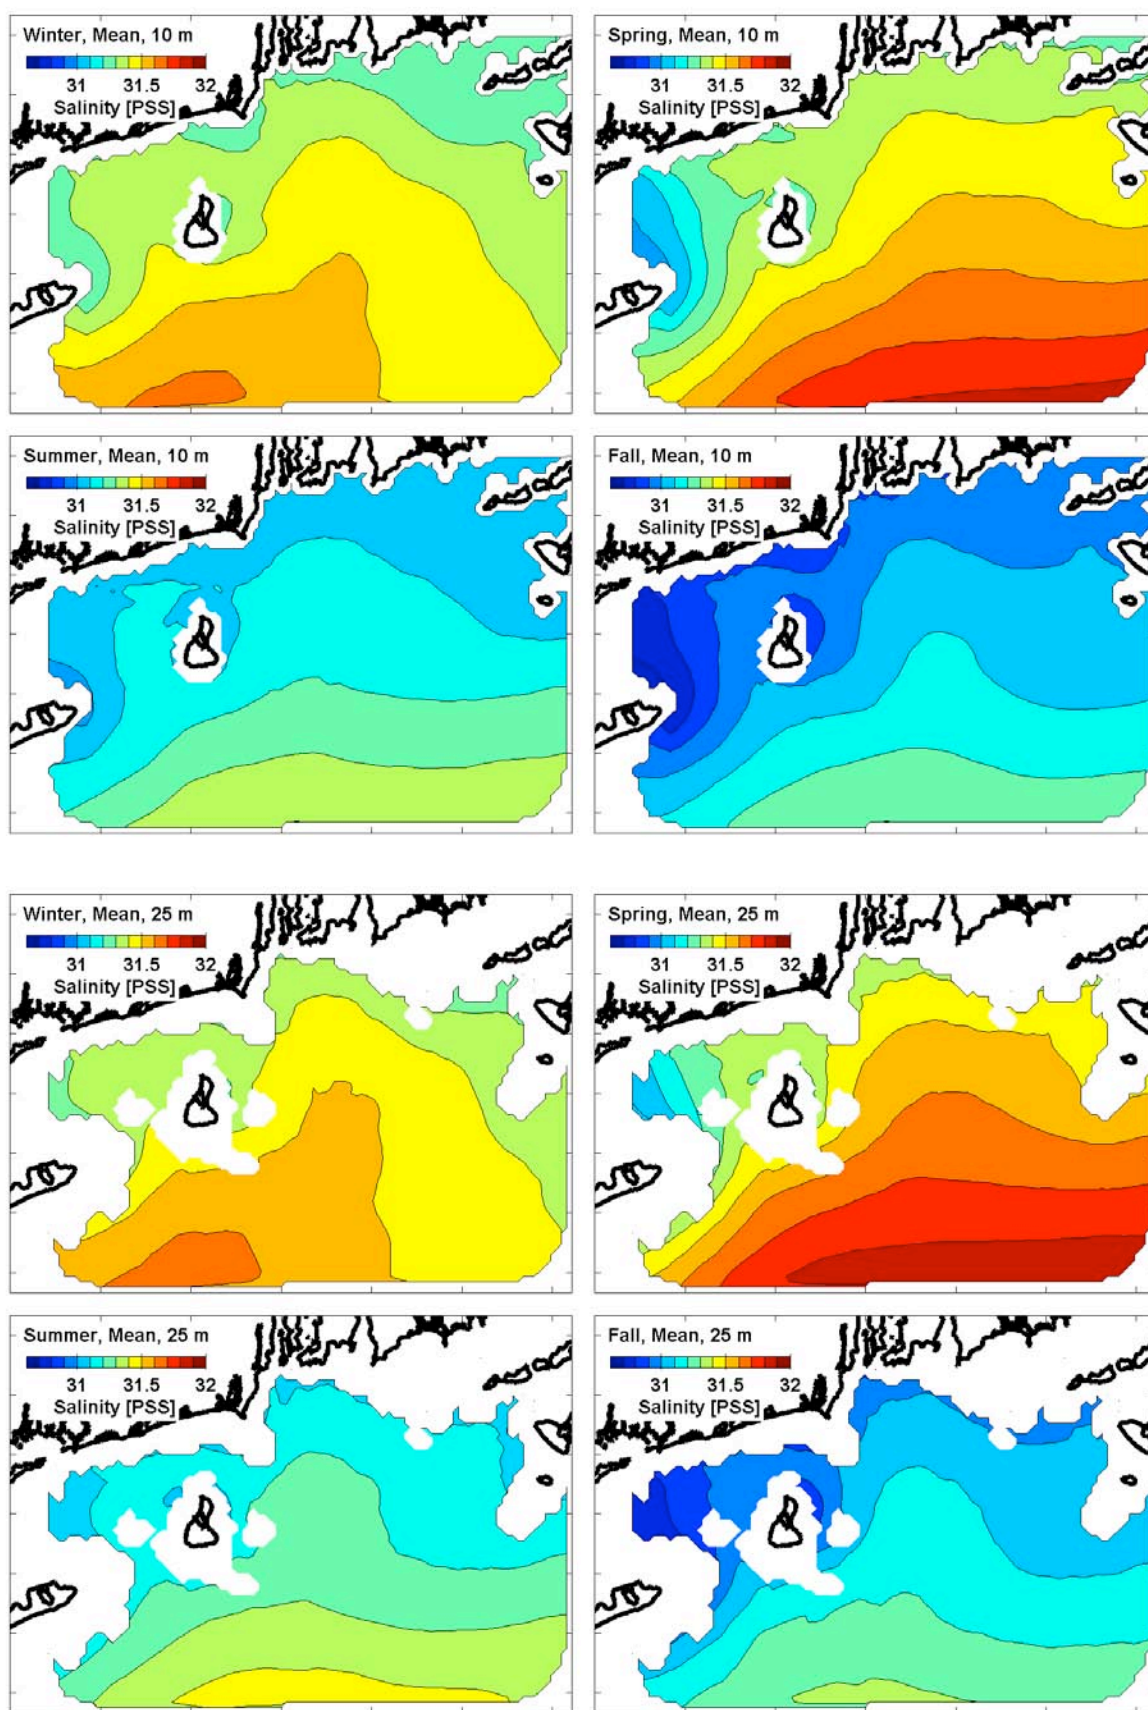 Winter, Mean, 10 m
31 31.5 32
Salinity [PSS]
Spring, Mean, 10 m
31 31.5 32
Salinity [PSS]
Summer, Mean, 10 m
31 31.5 32
Salinity [PSS]
Fall, Mean, 10 m
31 31.5 32
Salinity [PSS]
Winter, Mean, 25 m
31 31.5 32
Salinity [PSS]
Spring, Mean, 25 m
31 31.5 32
Salinity [PSS]
Summer, Mean, 25 m
31 31.5 32
Salinity [PSS]
Fall, Mean, 25 m
31 31.5 32
Salinity [PSS]